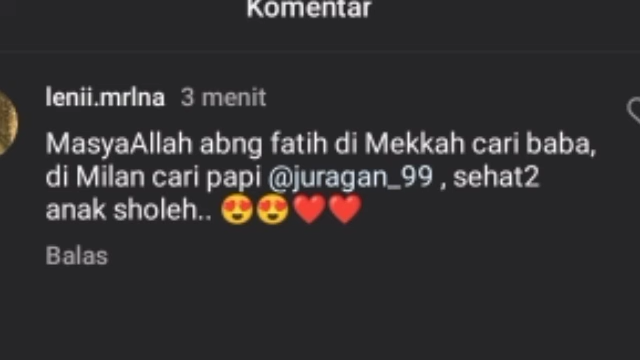 Komentar
lenii.mrlna 3 menit
MasyaAllah abng fatih di Mekkah cari baba,
di Milan cari papi @juragan_99 , sehat2
anak sholeh.. 😍😍❤️❤️
Balas